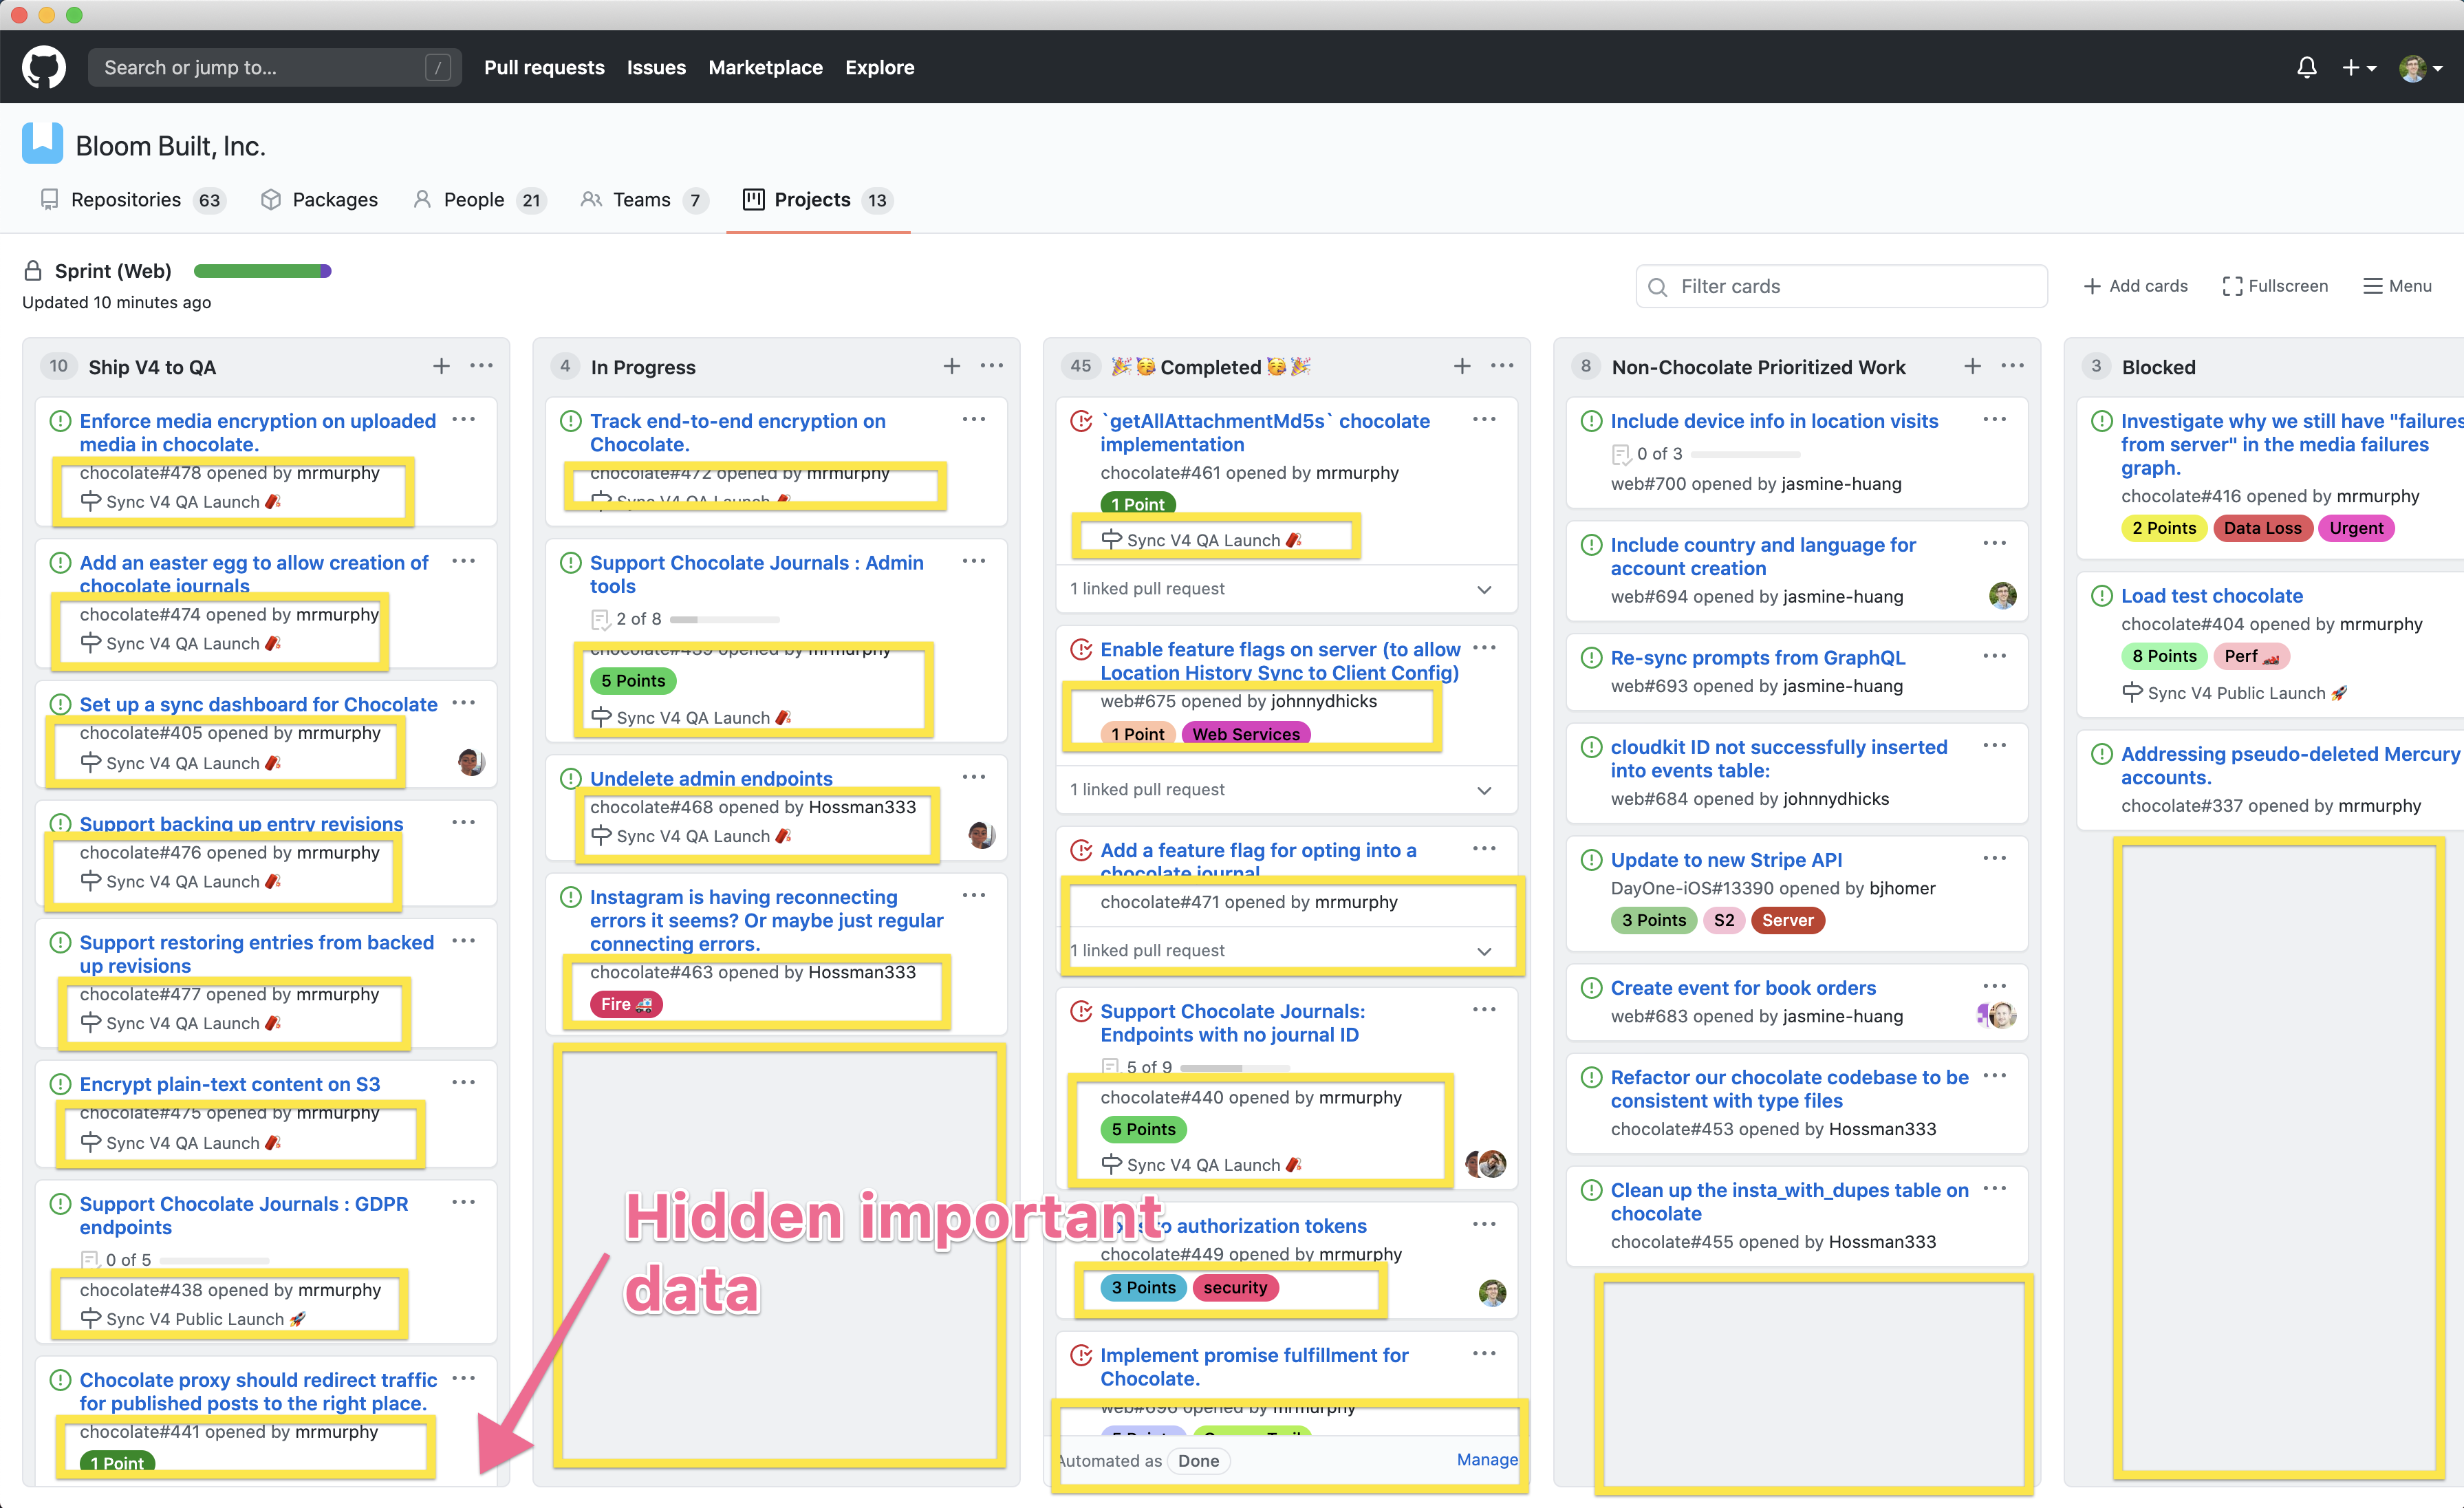 Search or jump to...
/
Pull requests
Issues
Marketplace
Explore
Bloom Built, Inc.
Repositories 63
Packages
People 21
Teams 7
Projects 13
Sprint (Web)
Updated 10 minutes ago
Filter cards
Add cards
Fullscreen
Menu
10 Ship V4 to QA
Enforce media encryption on uploaded
media in chocolate.
chocolate#478 opened by mrmurphy
Sync V4 QA Launch
Add an easter egg to allow creation of
chocolate journals
chocolate#474 opened by mrmurphy
Sync V4 QA Launch
Set up a sync dashboard for Chocolate
chocolate#405 opened by mrmurphy
Sync V4 QA Launch
Support backing up entry revisions
chocolate#476 opened by mrmurphy
Sync V4 QA Launch
Support restoring entries from backed
up revisions
chocolate#477 opened by mrmurphy
Sync V4 QA Launch
Encrypt plain-text content on S3
chocolate#475 opened by mrmurphy
Sync V4 QA Launch
Support Chocolate Journals : GDPR
endpoints
0 of 5
chocolate#438 opened by mrmurphy
Sync V4 Public Launch 🚀
Chocolate proxy should redirect traffic
for published posts to the right place.
chocolate#441 opened by mrmurphy
1 Point
4 In Progress
Track end-to-end encryption on
Chocolate.
chocolate#472 opened by mrmurphy
Sync V4 QA Launch
Support Chocolate Journals : Admin
tools
2 of 8
opened by mrmurphy
5 Points
Sync V4 QA Launch
Undelete admin endpoints
chocolate#468 opened by Hossman333
Sync V4 QA Launch
Instagram is having reconnecting
errors it seems? Or maybe just regular
connecting errors.
chocolate#463 opened by Hossman333
Fire 🚑
Hidden important
data
45 🎉🥳 Completed 🥳🎉
`getAllAttachmentMd5s` chocolate
implementation
chocolate#461 opened by mrmurphy
1 Point
Sync V4 QA Launch
1 linked pull request
Enable feature flags on server (to allow
Location History Sync to Client Config)
web#675 opened by johnnydhicks
1 Point Web Services
1 linked pull request
Add a feature flag for opting into a
chocolate journal
chocolate#471 opened by mrmurphy
1 linked pull request
Support Chocolate Journals:
Endpoints with no journal ID
5 of 9
chocolate#440 opened by mrmurphy
5 Points
Sync V4 QA Launch
to authorization tokens
chocolate#449 opened by mrmurphy
3 Points security
Implement promise fulfillment for
Chocolate.
web#696 opened by mrmurphy
Automated as Done Manage
8 Non-Chocolate Prioritized Work
Include device info in location visits
0 of 3
web#700 opened by jasmine-huang
Include country and language for
account creation
web#694 opened by jasmine-huang
Re-sync prompts from GraphQL
web#693 opened by jasmine-huang
cloudkit ID not successfully inserted
into events table:
web#684 opened by johnnydhicks
Update to new Stripe API
DayOne-iOS#13390 opened by bjhomer
3 Points S2 Server
Create event for book orders
web#683 opened by jasmine-huang
Refactor our chocolate codebase to be
consistent with type files
chocolate#453 opened by Hossman333
Clean up the insta_with_dupes table on
chocolate
chocolate#455 opened by Hossman333
3 Blocked
Investigate why we still have "failures
from server" in the media failures
graph.
chocolate#416 opened by mrmurphy
2 Points Data Loss Urgent
Load test chocolate
chocolate#404 opened by mrmurphy
8 Points Perf 🏎
Sync V4 Public Launch 🚀
Addressing pseudo-deleted Mercury
accounts.
chocolate#337 opened by mrmurphy